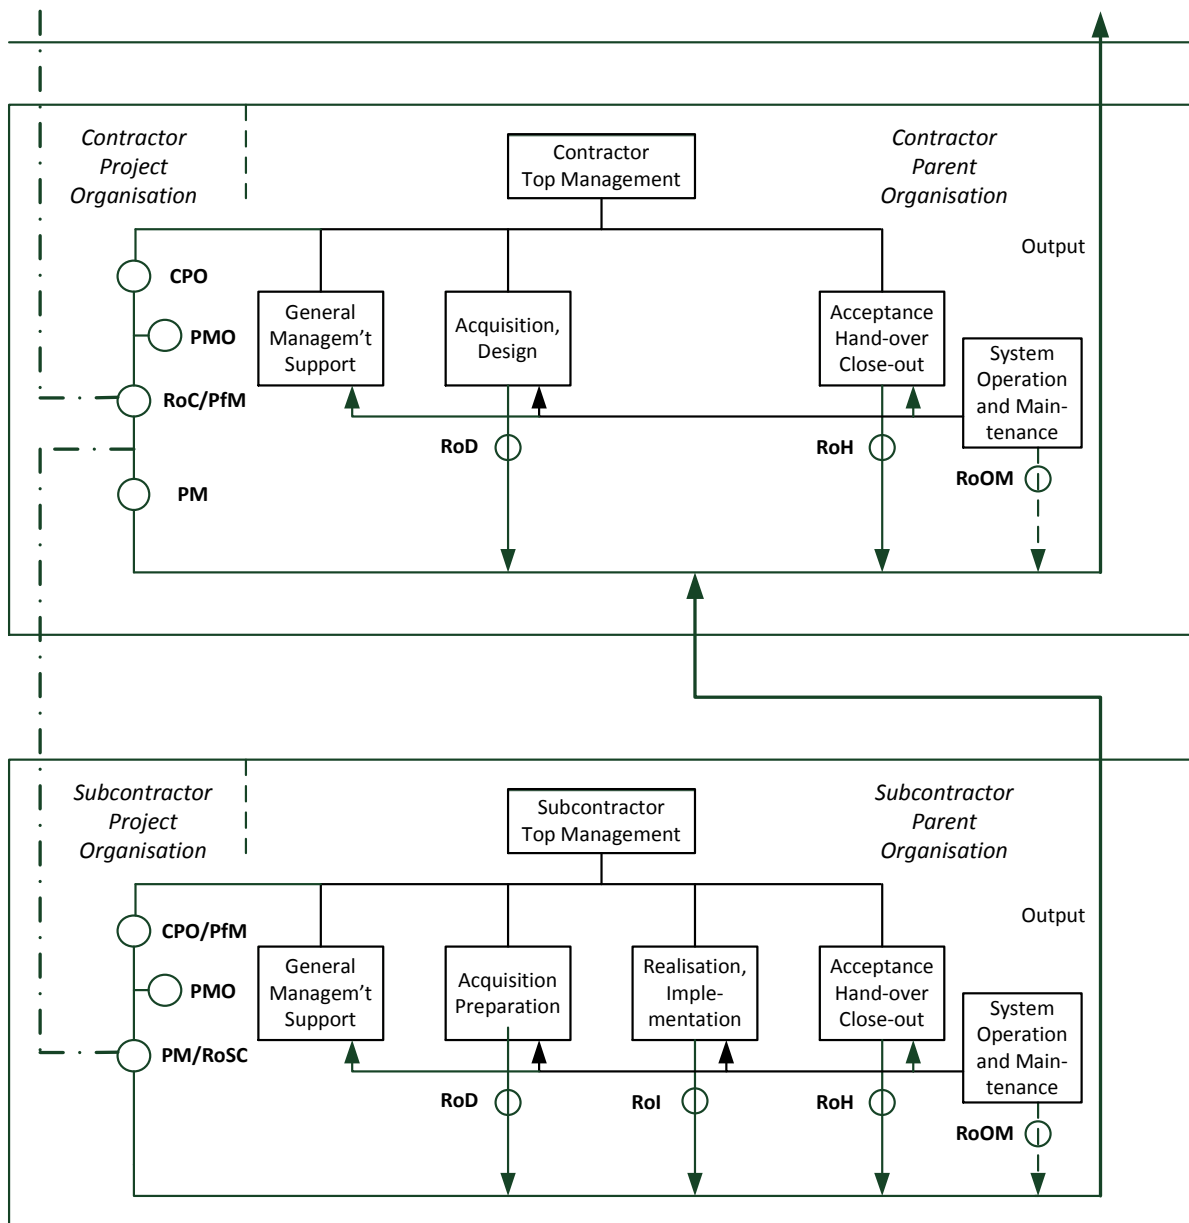 Contractor
Project
Organisation
Contractor
Top Management
Contractor
Parent
Organisation
Output
CPO
PMO
RoC/PfM
PM
General
Managem't
Support
Acquisition,
Design
Acceptance
Hand-over
Close-out
System
Operation
and Main-
tenance
RoD
RoH
RoOM
Subcontractor
Project
Organisation
Subcontractor
Top Management
Subcontractor
Parent
Organisation
Output
CPO/PfM
PMO
PM/RoSC
General
Managem't
Support
Acquisition
Preparation
Realisation,
Imple-
mentation
Acceptance
Hand-over
Close-out
System
Operation
and Main-
tenance
RoD
RoI
RoH
RoOM